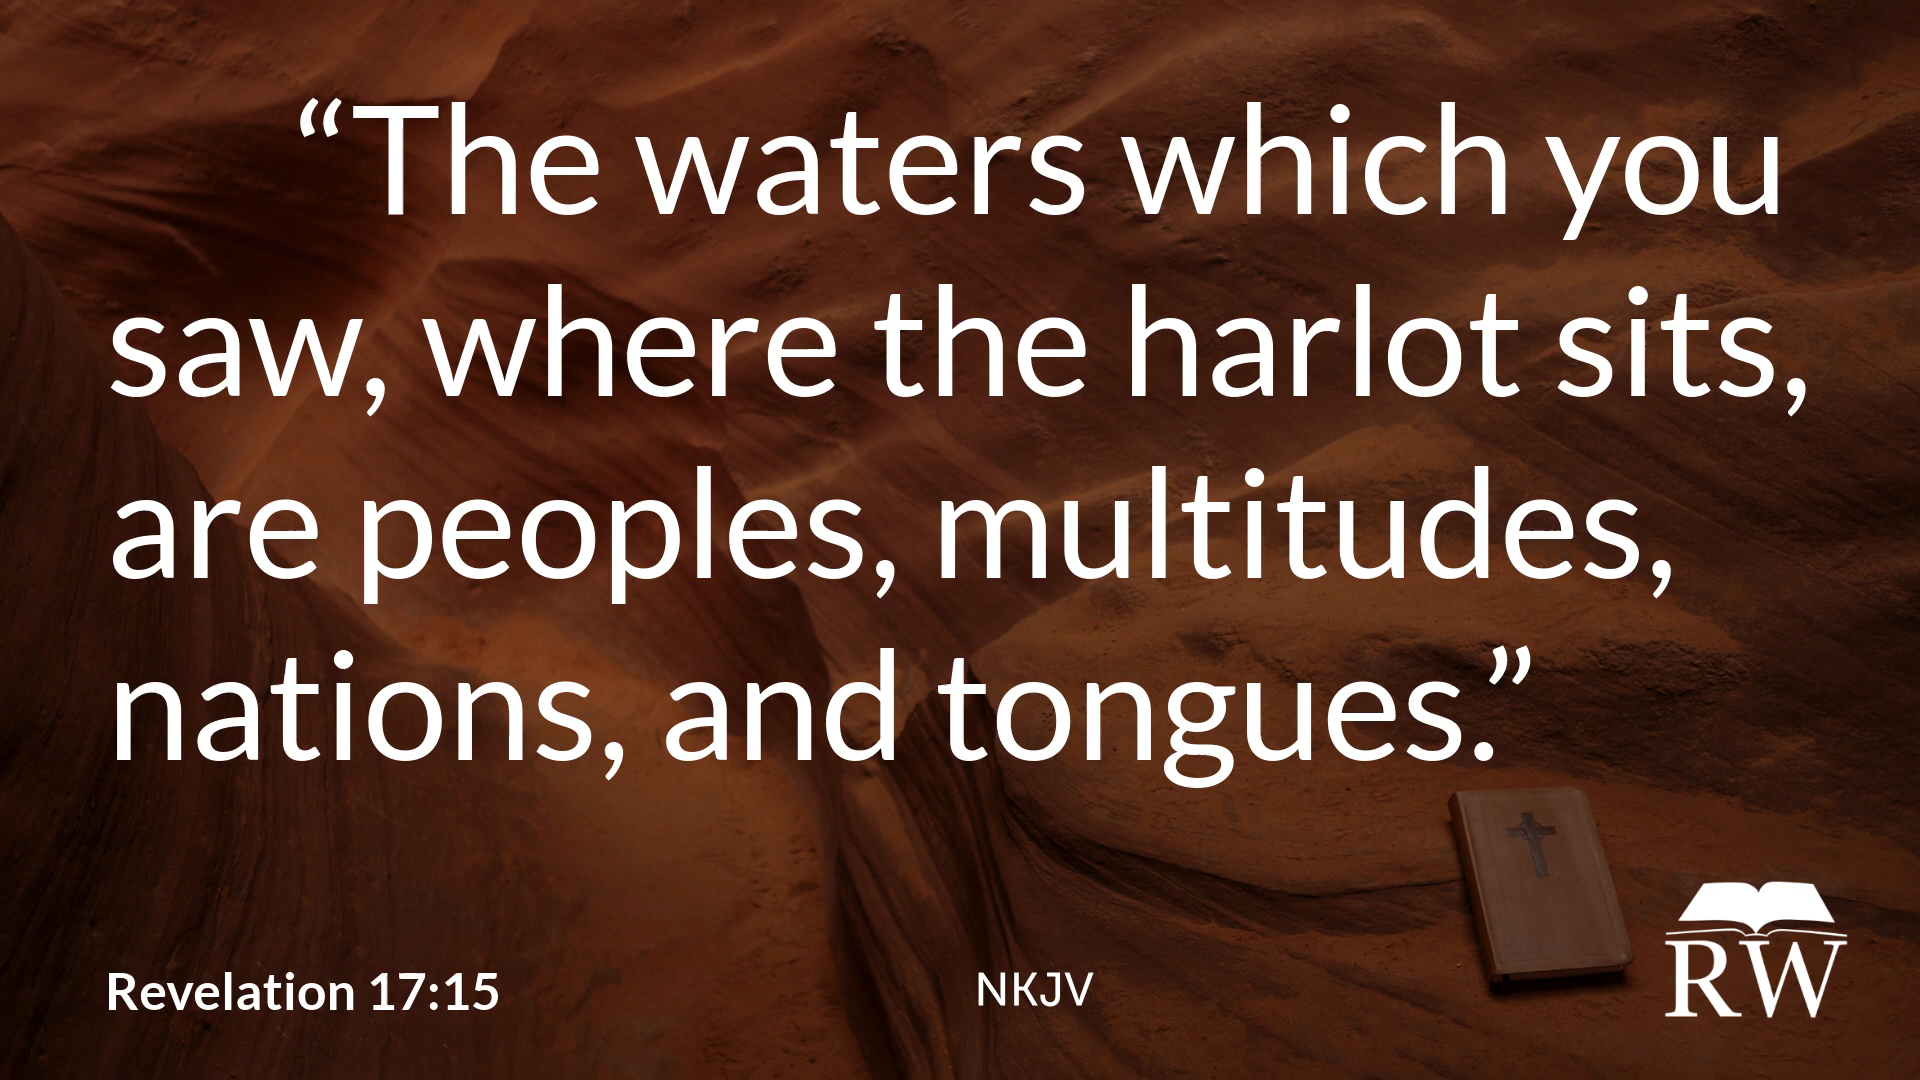 “The waters which you
saw, where the harlot sits,
are peoples, multitudes,
nations, and tongues.”
Revelation 17:15
NKJV
RW